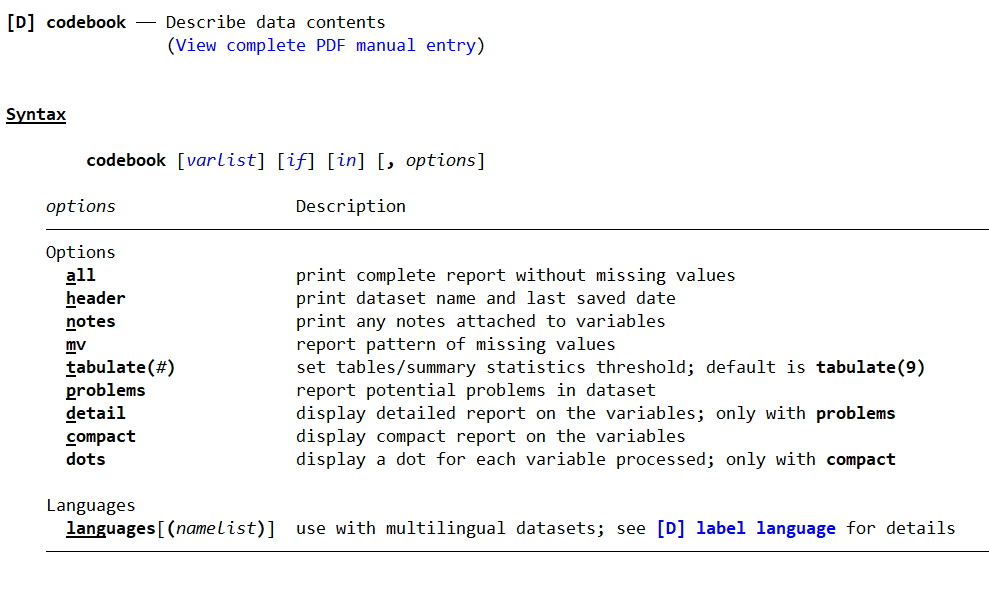 [D] codebook — Describe data contents
(View complete PDF manual entry)
Syntax
codebook [varlist] [if] [in] [, options]
options Description
Options
all print complete report without missing values
header print dataset name and last saved date
notes print any notes attached to variables
mv report pattern of missing values
tabulate(#) set tables/summary statistics threshold; default is tabulate(9)
problems report potential problems in dataset
detail display detailed report on the variables; only with problems
compact display compact report on the variables
dots display a dot for each variable processed; only with compact
Languages
languages[(namelist)] use with multilingual datasets; see [D] label language for details